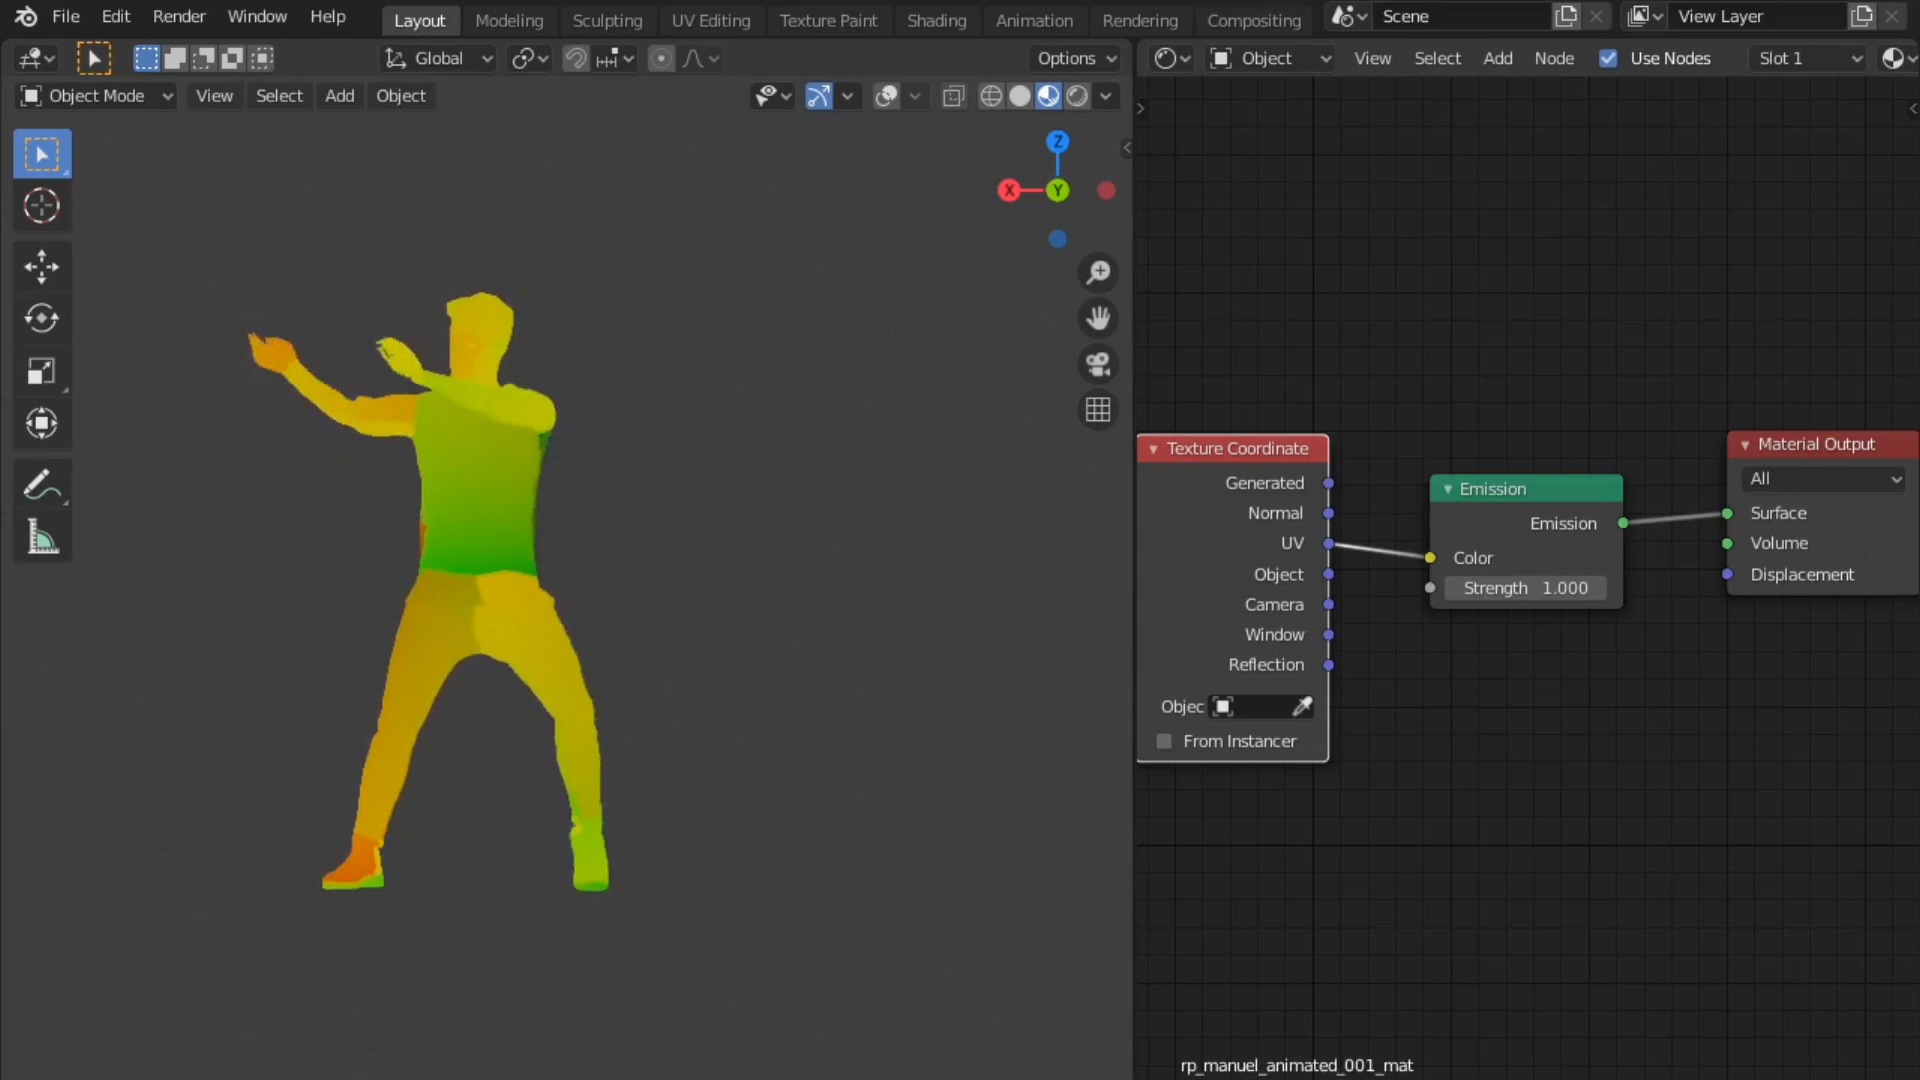 File Edit Render Window Help Layout Modeling Sculpting UV Editing Texture Paint Shading Animation Rendering Compositing Scene View Layer
Global Options Object View Select Add Node Use Nodes Slot 1
Object Mode View Select Add Object
Z
X Y
Texture Coordinate
Generated
Normal
UV
Object
Camera
Window
Reflection
Objec
From Instancer
Emission
Emission
Color
Strength 1.000
Material Output
All
Surface
Volume
Displacement
rp_manuel_animated_001_mat